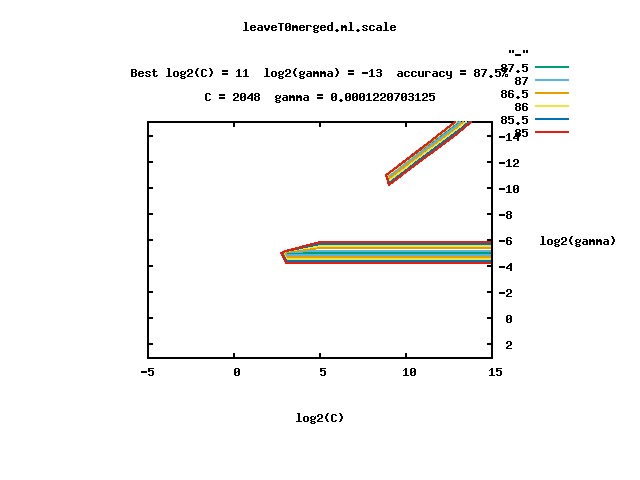 leaveT0merged.ml.scale
"-"
Best log2(C) = 11  log2(gamma) = -13  accuracy = 87.5%
87.5
87
C = 2048  gamma = 0.0001220703125
86.5
86
85.5
85
-14
-12
-10
-8
-6
log2(gamma)
-4
-2
0
2
-5 0 5 10 15
log2(C)